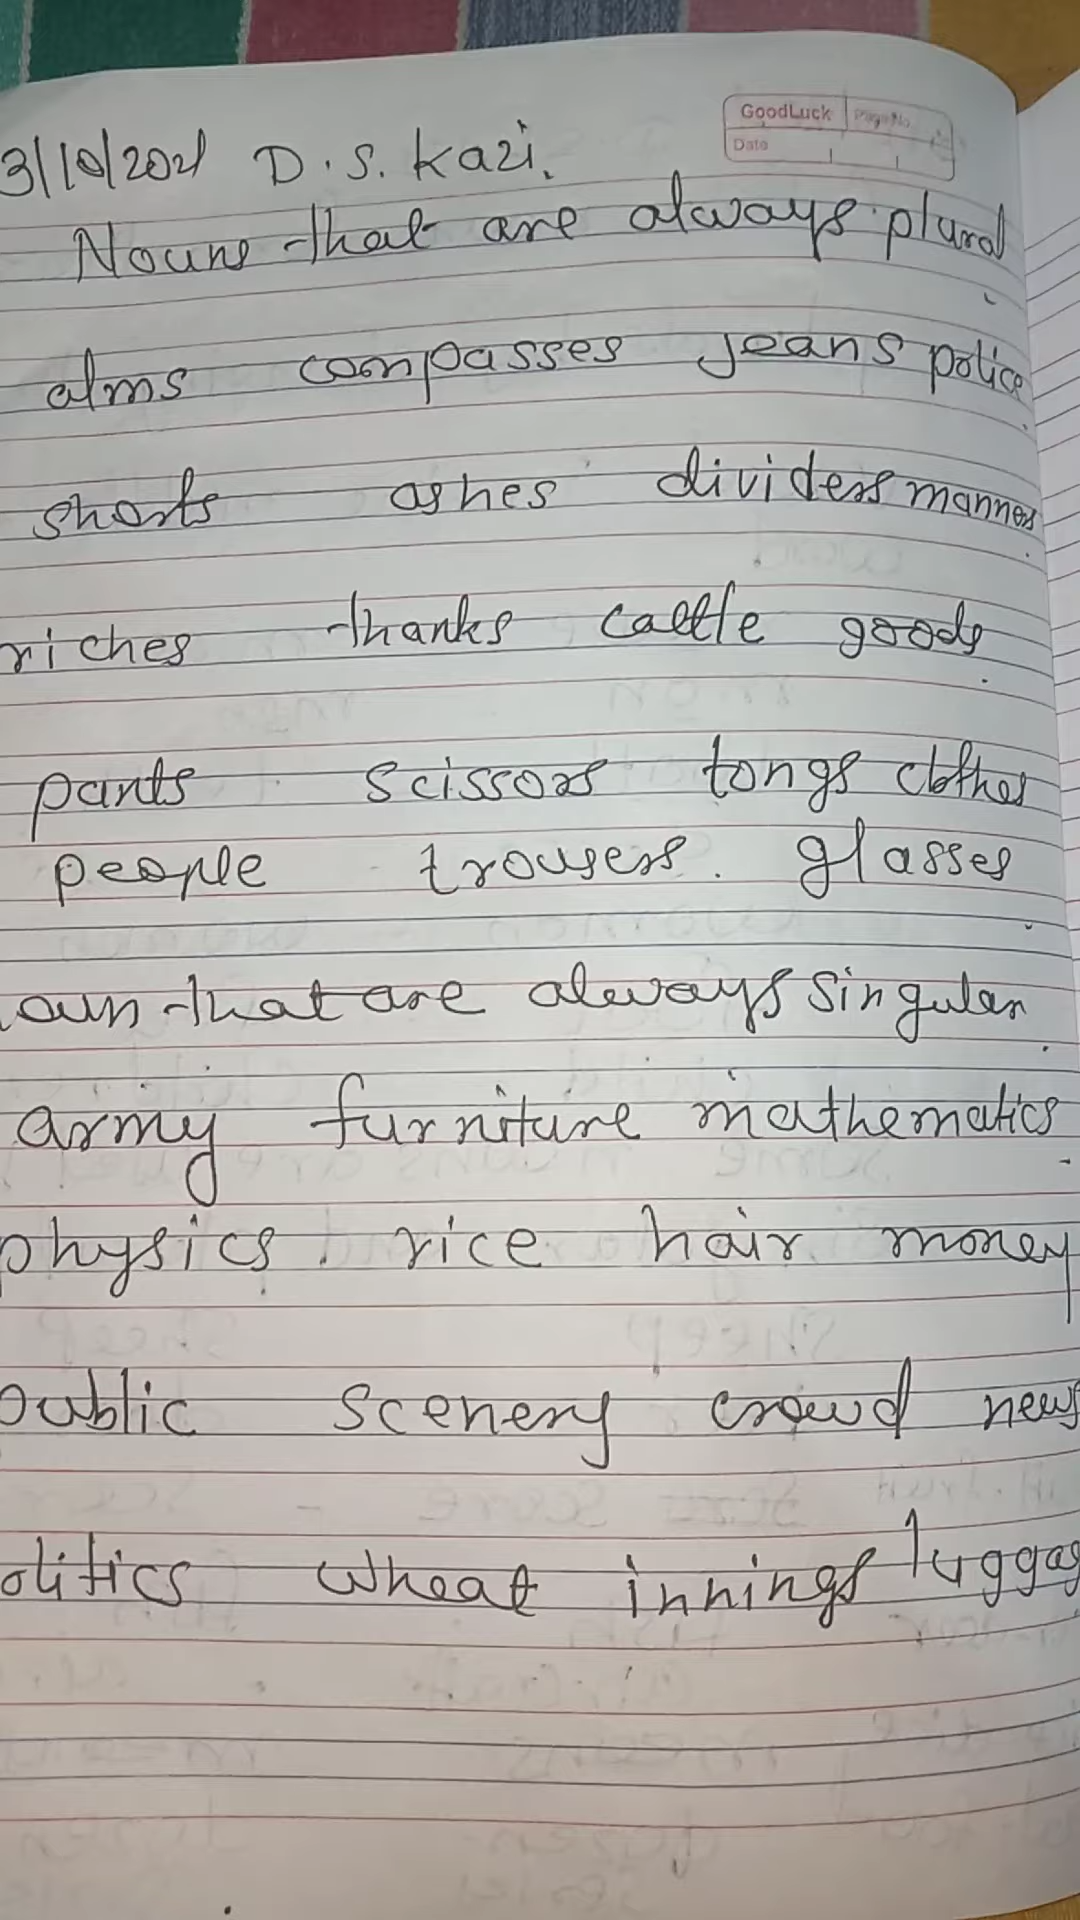 GoodLuck Page No.
Date
3/10/2021 D.S. Kazi.
Nouns that are always plural
alms compasses jeans police
shorts ashes dividers manners
riches thanks cattle goods
pants scissors tongs clothes
people trousers. glasses
oun that are always singular
army furniture mathematics
physics rice hair money
public scenery crowd news
olitics wheat innings luggag